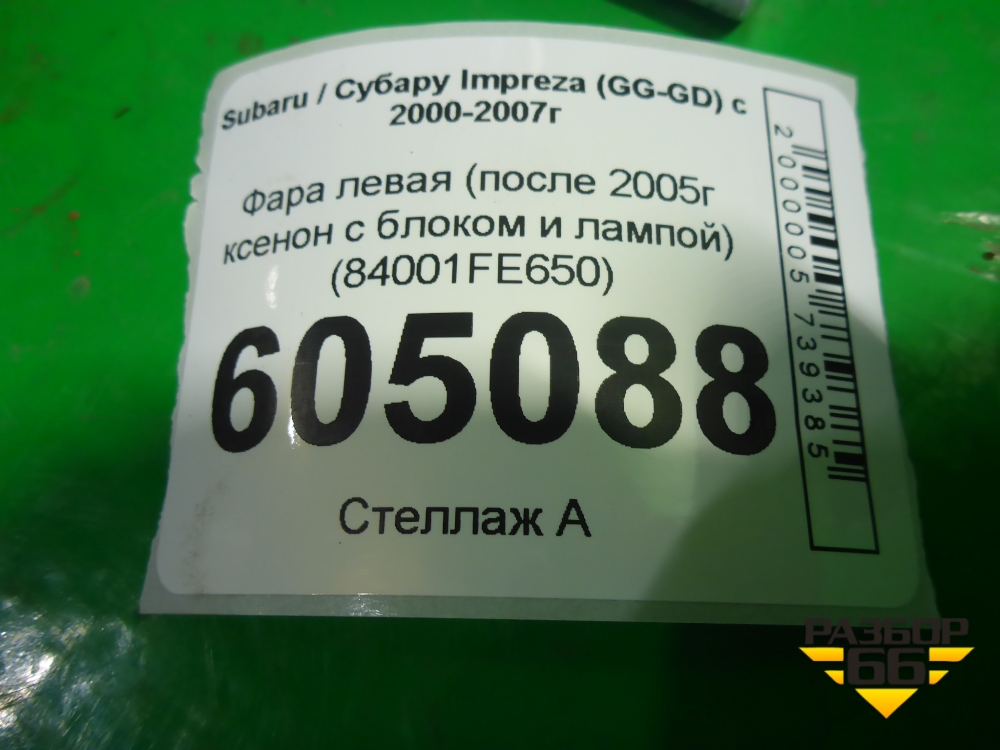 Subaru / Субару Impreza (GG-GD) с
2000-2007г
Фара левая (после 2005г
ксенон с блоком и лампой)
(84001FE650)
605088
Стеллаж А
2000005739385
РАЗБОР
66